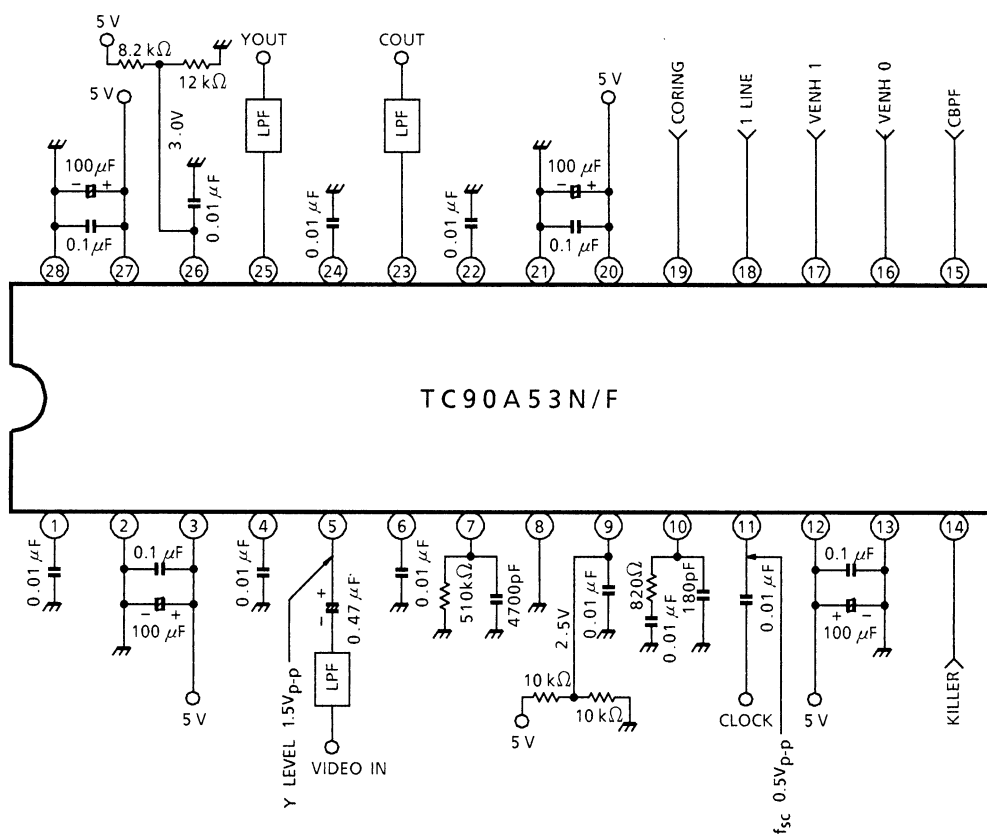 5 V
8.2 kΩ
12 kΩ
YOUT
COUT
5 V
5 V
3.0V
LPF
LPF
CORING
1 LINE
VENH 1
VENH 0
CBPF
100 µF
- +
0.1 µF
0.01 µF
0.01 µF
0.01 µF
100 µF
- +
0.1 µF
28
27
26
25
24
23
22
21
20
19
18
17
16
15
TC90A53N/F
1
2
3
4
5
6
7
8
9
10
11
12
13
14
0.01 µF
0.1 µF
- +
100 µF
5 V
0.01 µF
Y LEVEL 1.5Vp-p
+
-
0.47 µF
LPF
VIDEO IN
0.01 µF
510kΩ
4700pF
2.5V
0.01 µF
10 kΩ
10 kΩ
5 V
820Ω
0.01 µF
180pF
0.01 µF
CLOCK
fsc 0.5Vp-p
0.1 µF
+ -
100 µF
5 V
KILLER